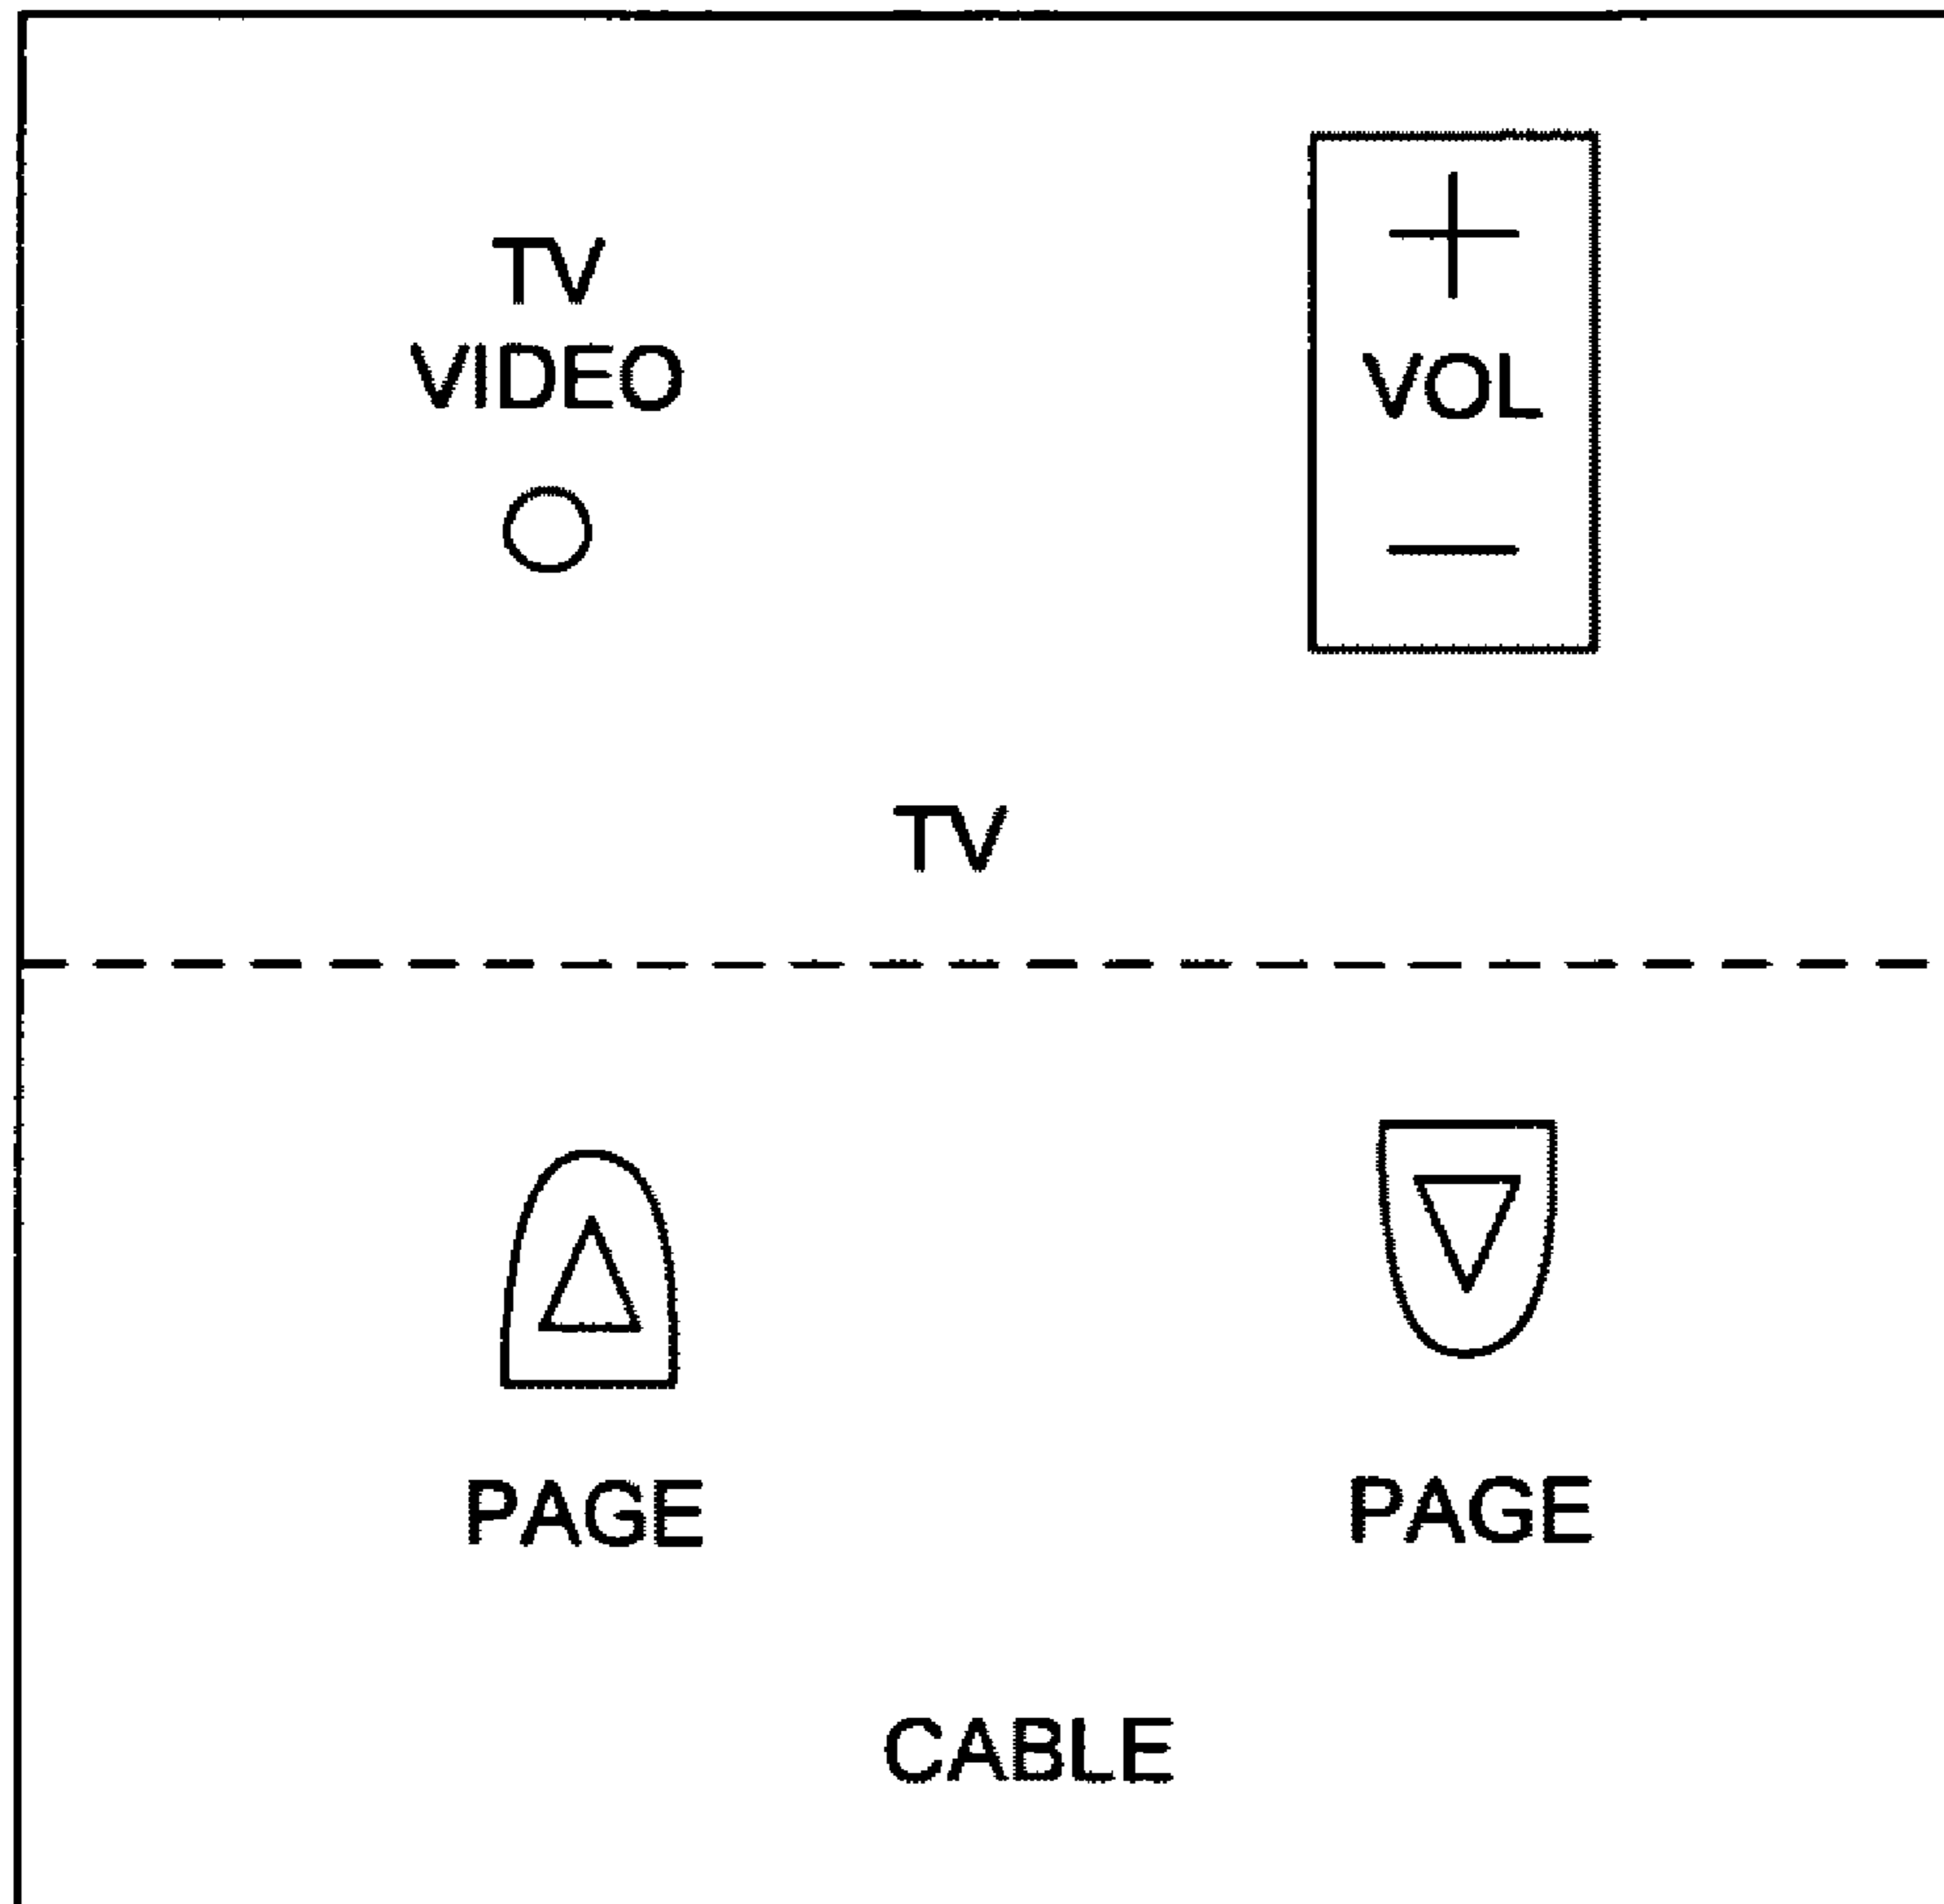 TV
VIDEO
+
VOL
−
TV
PAGE PAGE
CABLE